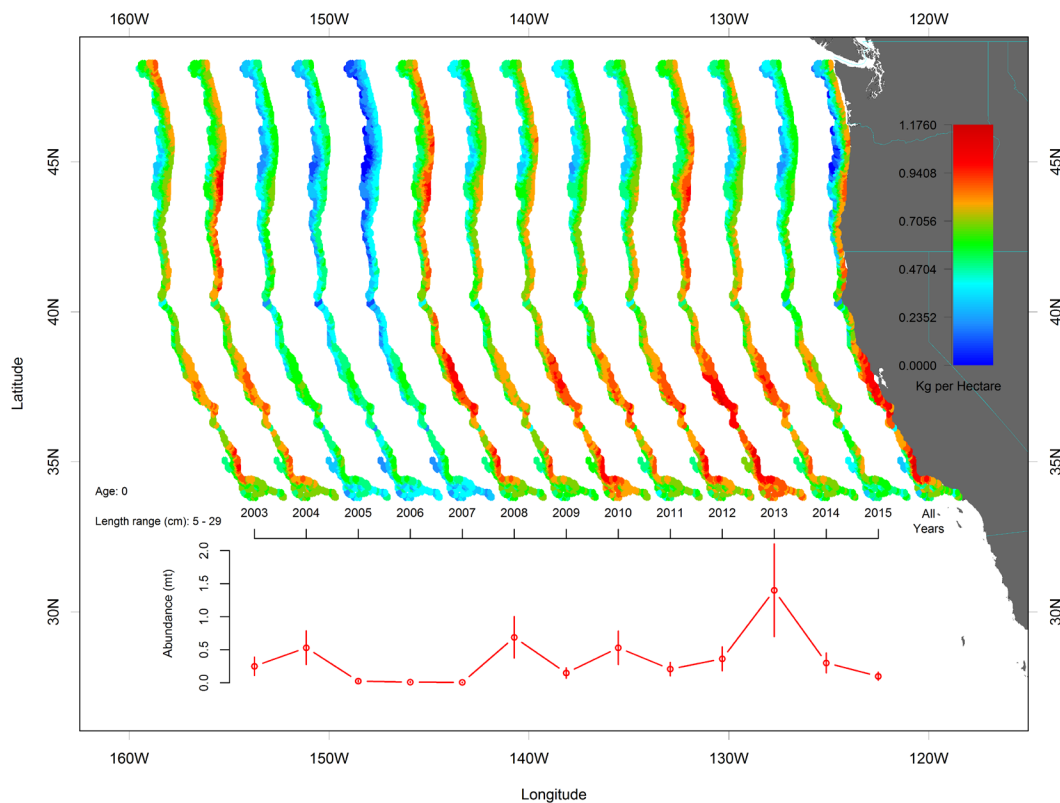 160W 150W 140W 130W 120W
45N 45N
40N 40N
35N 35N
30N 30N
Latitude
1.1760
0.9408
0.7056
0.4704
0.2352
0.0000
Kg per Hectare
Age: 0
Length range (cm): 5 - 29
2003 2004 2005 2006 2007 2008 2009 2010 2011 2012 2013 2014 2015 All Years
Abundance (mt)
2.0
1.5
1.0
0.5
0.0
160W 150W 140W 130W 120W
Longitude